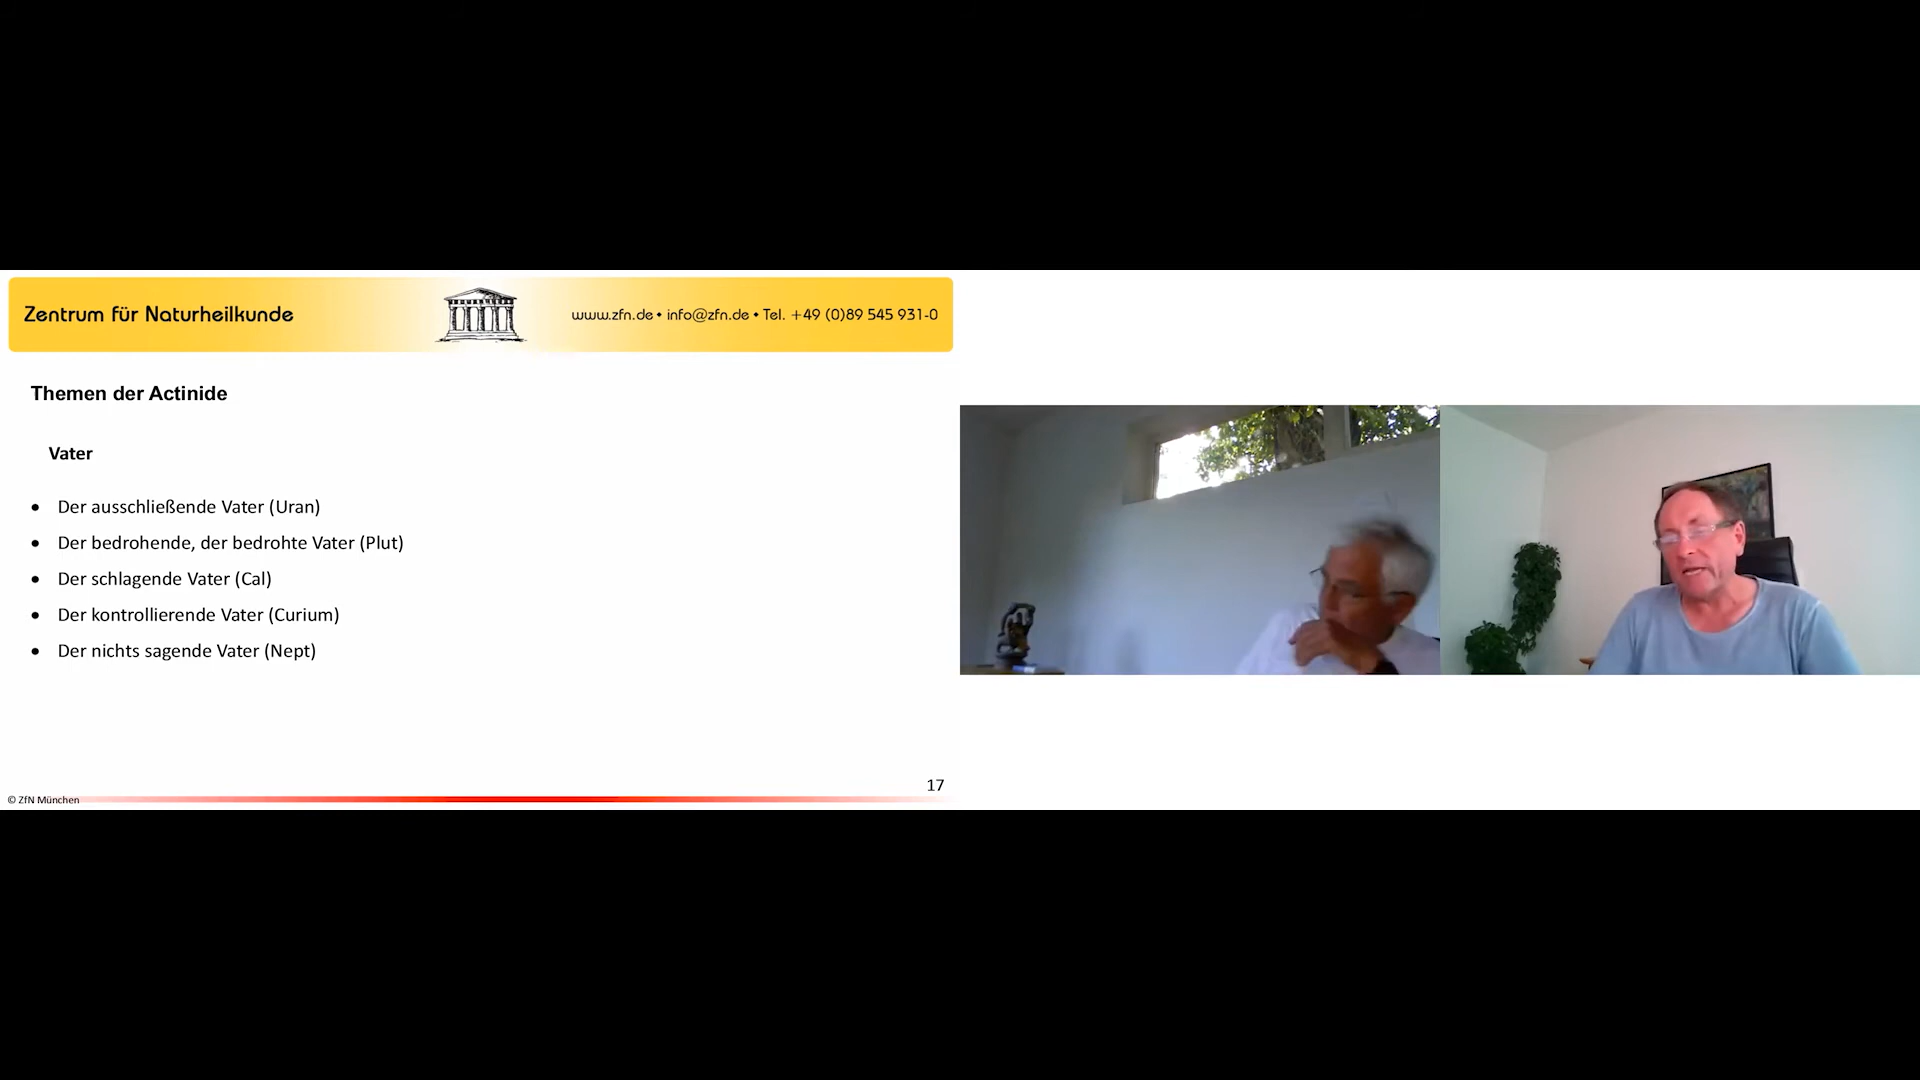 Zentrum für Naturheilkunde
www.zfn.de • info@zfn.de • Tel. +49 (0)89 545 931-0
Themen der Actinide
Vater
• Der ausschließende Vater (Uran)
• Der bedrohende, der bedrohte Vater (Plut)
• Der schlagende Vater (Cal)
• Der kontrollierende Vater (Curium)
• Der nichts sagende Vater (Nept)
17
© ZfN München